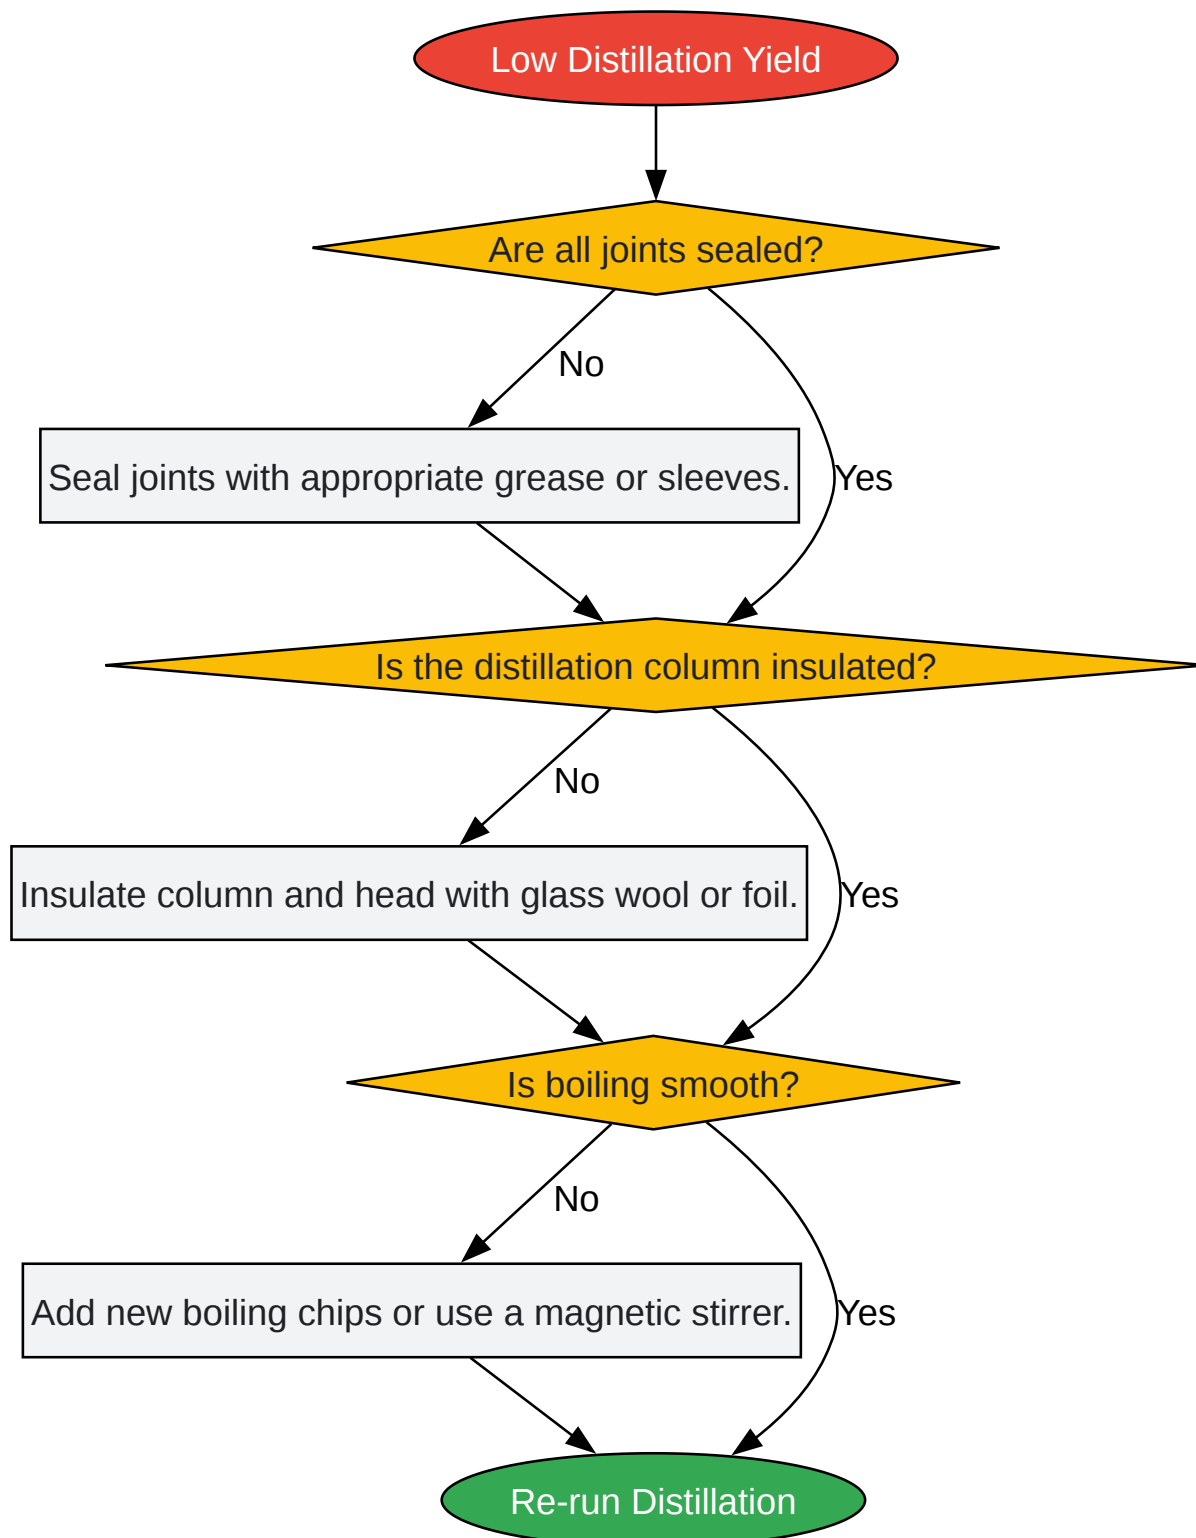 Low Distillation Yield
Are all joints sealed?
No
Seal joints with appropriate grease or sleeves.
Yes
Is the distillation column insulated?
No
Insulate column and head with glass wool or foil.
Yes
Is boiling smooth?
No
Add new boiling chips or use a magnetic stirrer.
Yes
Re-run Distillation